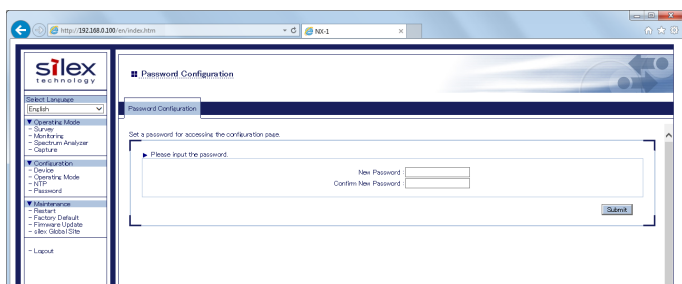 http://192.168.0.100/en/index.htm
NX-1
silex
technology
Select Language
English
Operating Mode
- Survey
- Monitoring
- Spectrum Analyzer
- Capture
Configuration
- Device
- Operating Mode
- NTP
- Password
Maintenance
- Restart
- Factory Default
- Firmware Update
- silex Global Site
- Logout
Password Configuration
Password Configuration
Set a password for accessing the configuration page.
Please input the password.
New Password :
Confirm New Password :
Submit